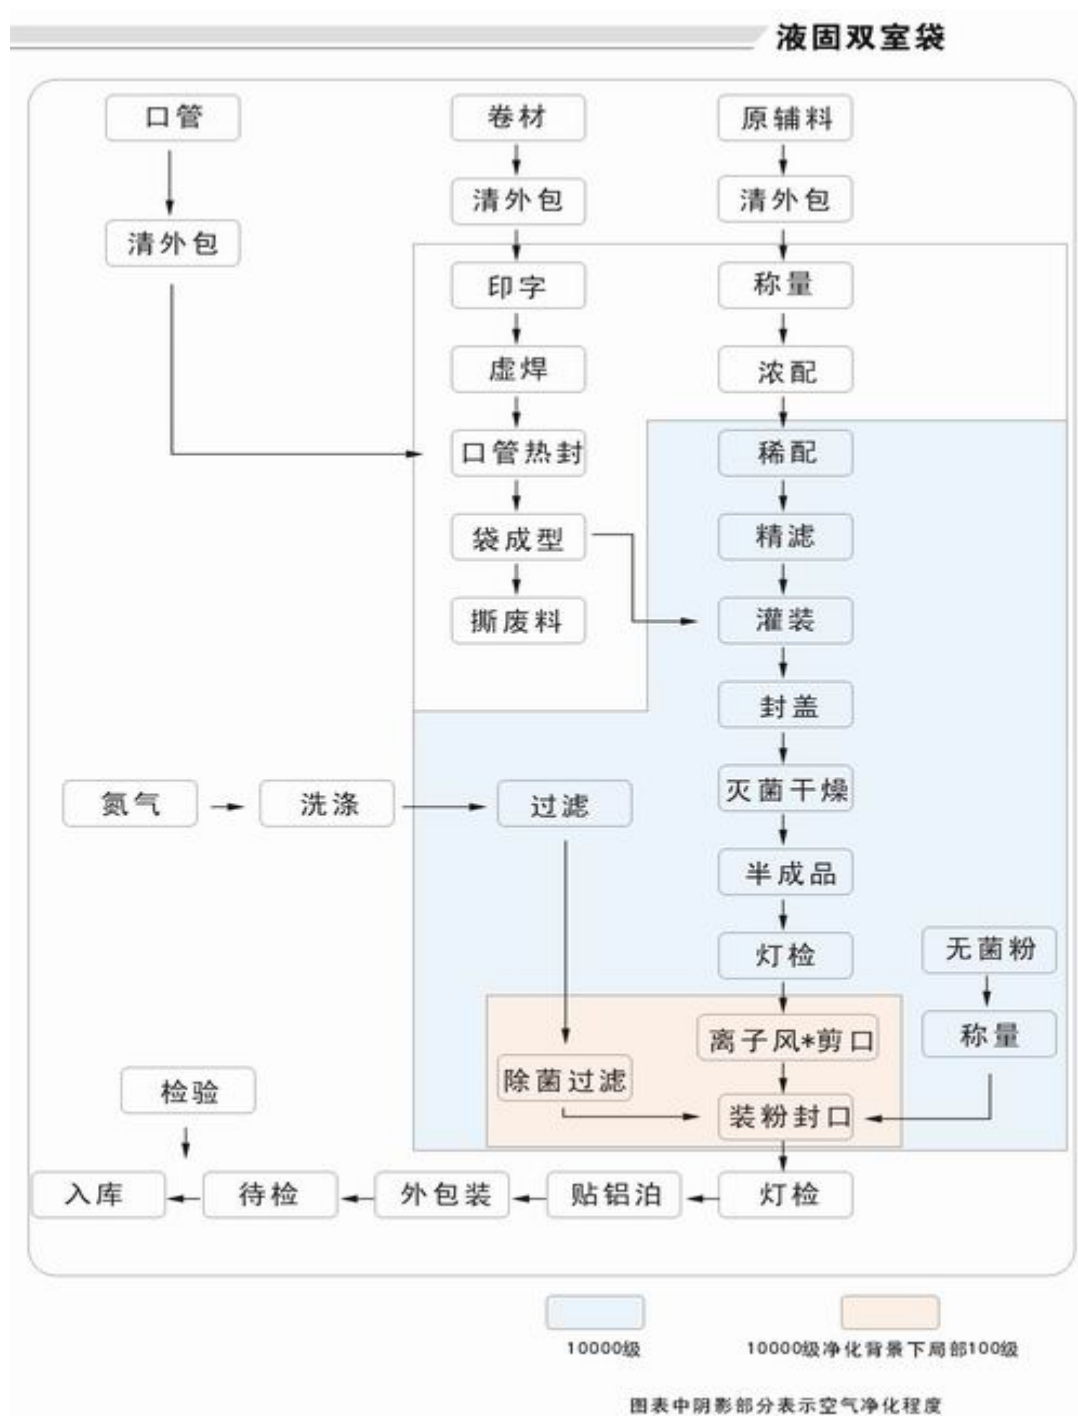 液固双室袋
口管
卷材
原辅料
清外包
清外包
清外包
印字
称量
虚焊
浓配
口管热封
稀配
袋成型
精滤
撕废料
灌装
封盖
氮气
洗涤
过滤
灭菌干燥
半成品
灯检
无菌粉
离子风*剪口
称量
除菌过滤
检验
装粉封口
入库
待检
外包装
贴铝泊
灯检
10000级
10000级净化背景下局部100级
图表中阴影部分表示空气净化程度